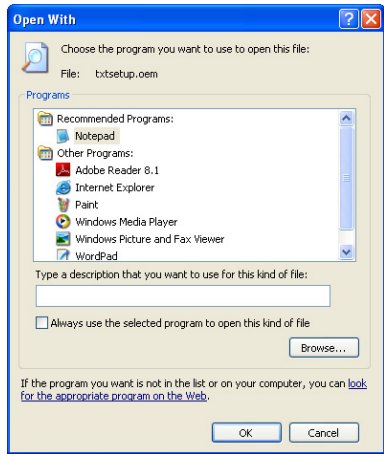 Open With
Choose the program you want to use to open this file:
File: txtsetup.oem
Programs
Recommended Programs:
Notepad
Other Programs:
Adobe Reader 8.1
Internet Explorer
Paint
Windows Media Player
Windows Picture and Fax Viewer
WordPad
Type a description that you want to use for this kind of file:
Always use the selected program to open this kind of file
Browse...
If the program you want is not in the list or on your computer, you can look
for the appropriate program on the Web.
OK Cancel